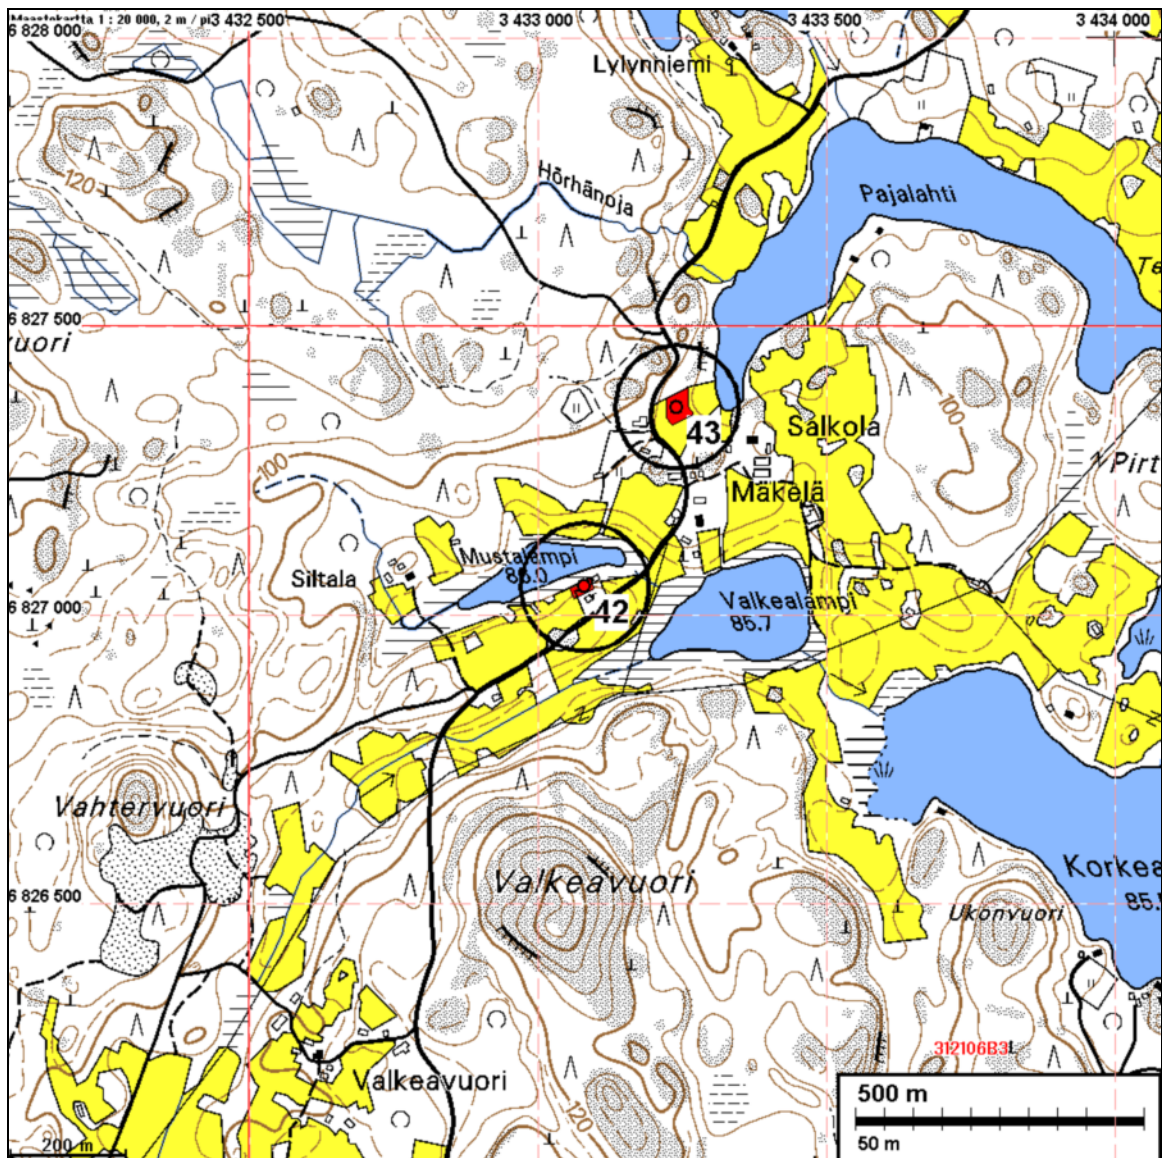 Maastokartta 1 : 20 000, 2 m / pi
3 432 500
3 433 000
3 433 500
3 434 000
6 828 000
Lylynniemi
120
Hörhänoja
Pajalahti
Te
6 827 500
vuori
100
43
Salkola
100
Pirt
Mäkelä
Mustalempi
86.0
Siltala
Valkealampi
85.7
42
6 827 000
Vahtervuori
Valkeavuori
Korkea
85.
6 826 500
Ukonvuori
312106B3
Valkeavuori
120
500 m
50 m
200 m